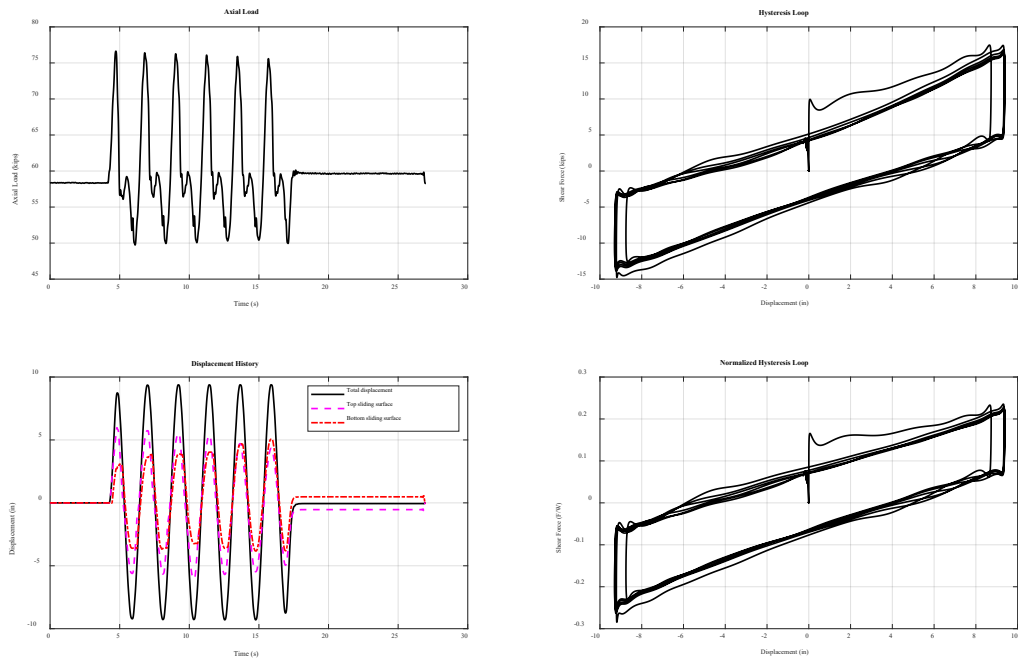 Axial Load
80
75
70
65
60
55
50
45
Axial Load (kips)
0 5 10 15 20 25 30
Time (s)
Hysteresis Loop
20
15
10
5
0
-5
-10
-15
Shear Force(kips)
-10 -8 -6 -4 -2 0 2 4 6 8 10
Displacement (in)
Displacement History
10
5
0
-5
-10
Displacement (in)
Total displacement
Top sliding surface
Bottom sliding surface
0 5 10 15 20 25 30
Time (s)
Normalized Hysteresis Loop
0.3
0.2
0.1
0
-0.1
-0.2
-0.3
Shear Force (F/W)
-10 -8 -6 -4 -2 0 2 4 6 8 10
Displacement (in)